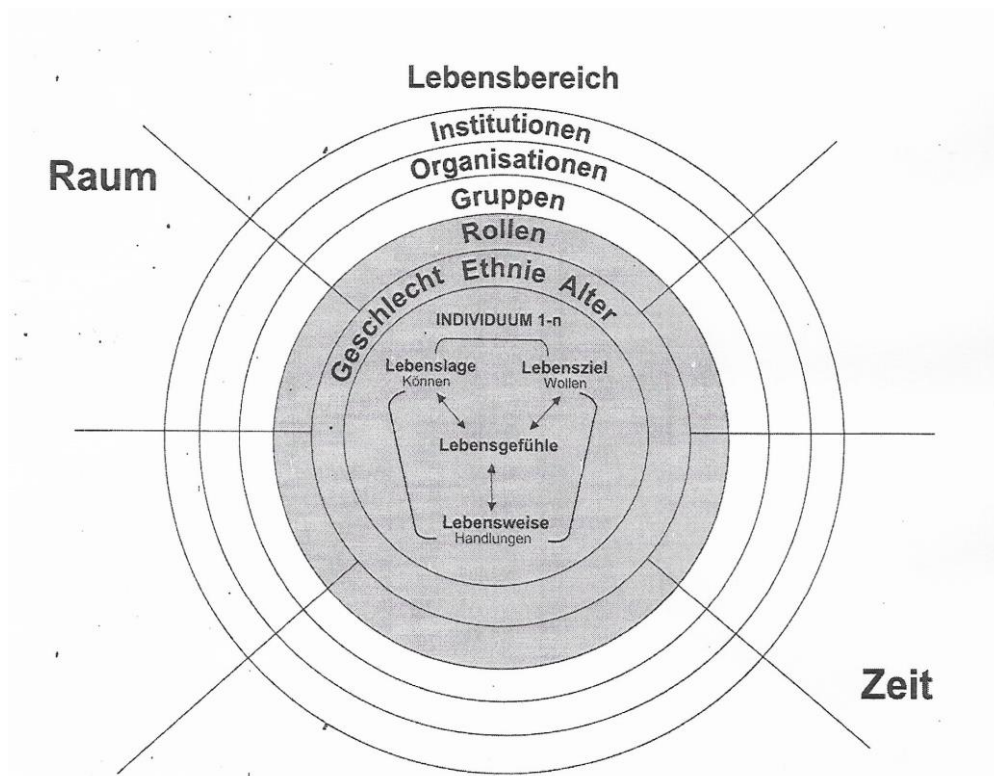 Lebensbereich
Institutionen
Organisationen
Raum
Gruppen
Rollen
Geschlecht Ethnie Alter
INDIVIDUUM 1-n
Lebenslage Lebensziel
Können Wollen
Lebensgefühle
Lebensweise
Handlungen
Zeit